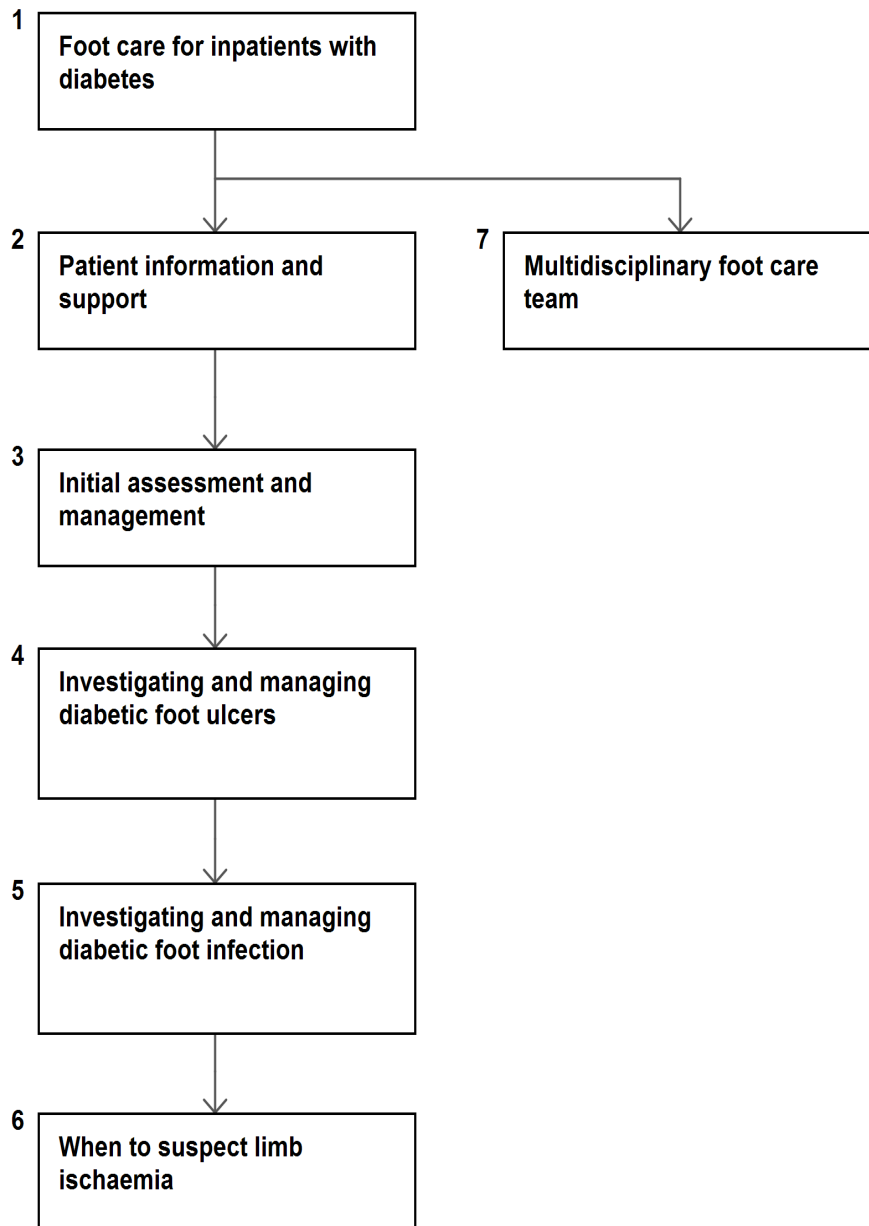 1
Foot care for inpatients with
diabetes
2
Patient information and
support
7
Multidisciplinary foot care
team
3
Initial assessment and
management
4
Investigating and managing
diabetic foot ulcers
5
Investigating and managing
diabetic foot infection
6
When to suspect limb
ischaemia